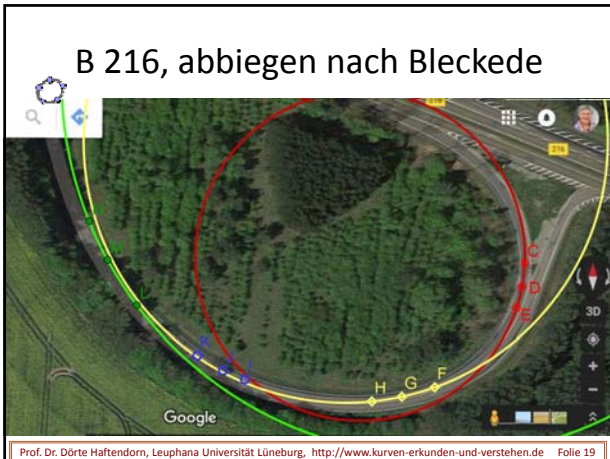 B 216, abbiegen nach Bleckede
216
216
C
D
E
3D
K
J
I
L
M
H
G
F
Google
Prof. Dr. Dörte Haftendorn, Leuphana Universität Lüneburg, http://www.kurven-erkunden-und-verstehen.de Folie 19